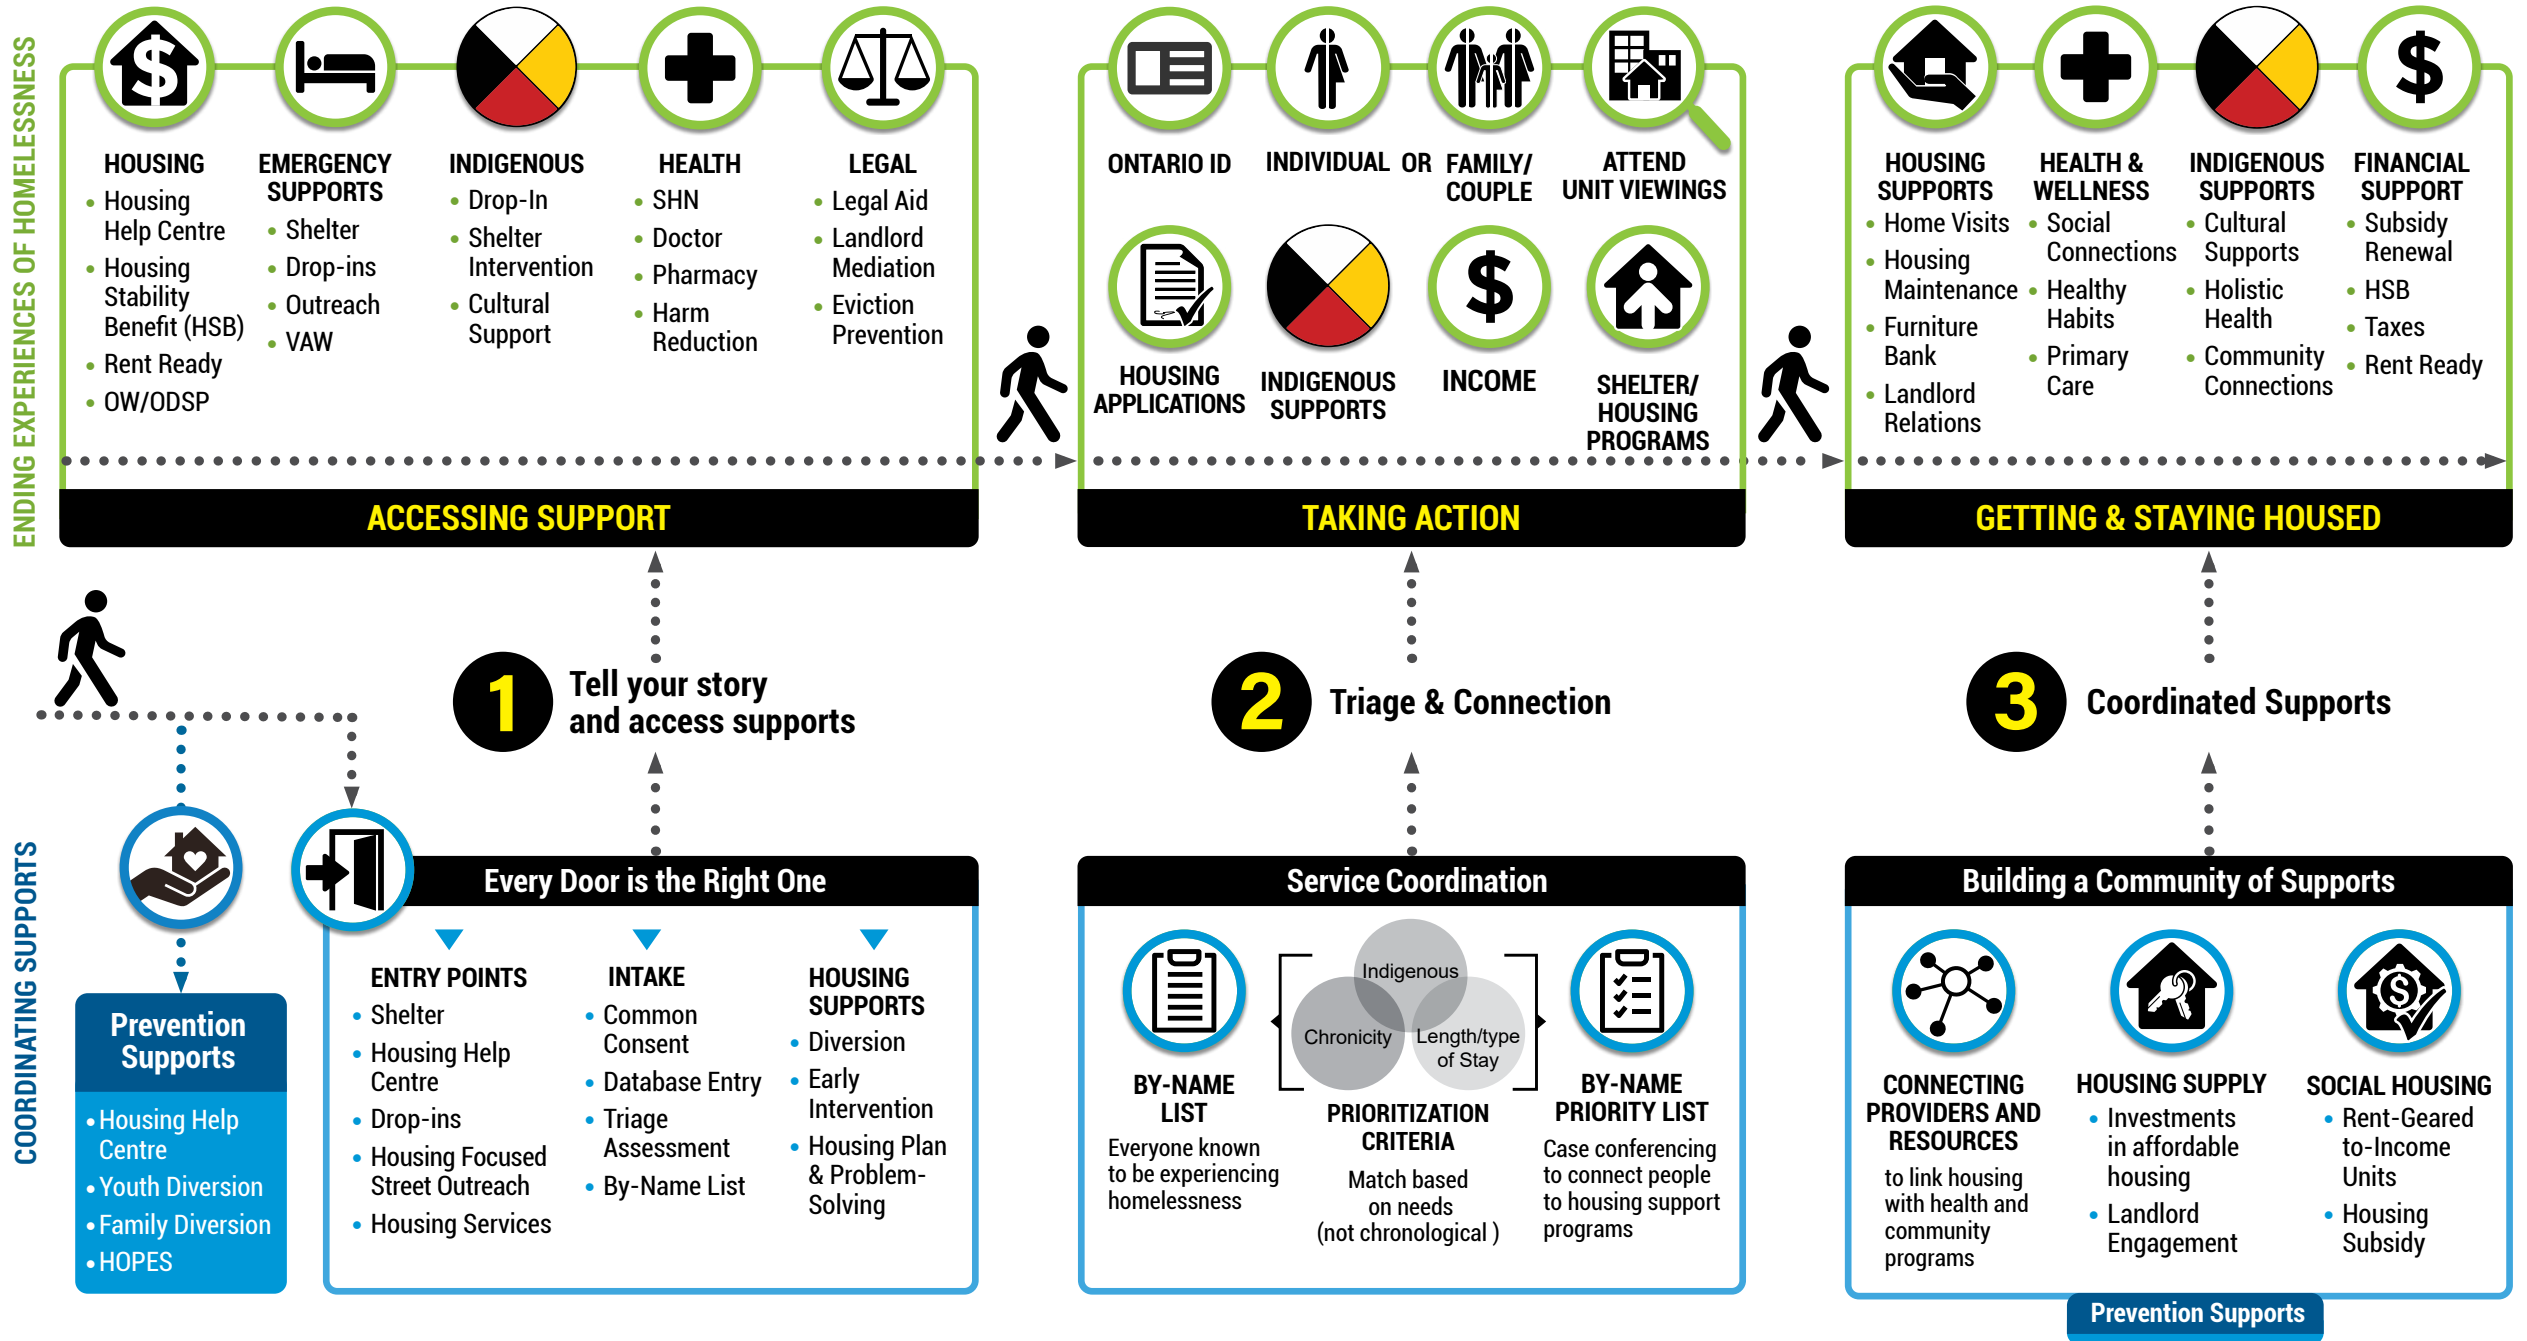 ENDING EXPERIENCES OF HOMELESSNESS
HOUSING
• Housing
Help Centre
• Housing
Stability
Benefit (HSB)
• Rent Ready
• OW/ODSP
EMERGENCY
SUPPORTS
• Shelter
• Drop-ins
• Outreach
• VAW
INDIGENOUS
• Drop-In
• Shelter
Intervention
• Cultural
Support
HEALTH
• SHN
• Doctor
• Pharmacy
• Harm
Reduction
LEGAL
• Legal Aid
• Landlord
Mediation
• Eviction
Prevention
ACCESSING SUPPORT
ONTARIO ID
INDIVIDUAL OR FAMILY/
COUPLE
ATTEND
UNIT VIEWINGS
HOUSING
APPLICATIONS
INDIGENOUS
SUPPORTS
$
INCOME
SHELTER/
HOUSING
PROGRAMS
TAKING ACTION
HOUSING
SUPPORTS
• Home Visits
• Housing
Maintenance
• Furniture
Bank
• Landlord
Relations
HEALTH &
WELLNESS
• Social
Connections
• Healthy
Habits
• Primary
Care
INDIGENOUS
SUPPORTS
• Cultural
Supports
• Holistic
Health
• Community
Connections
$
FINANCIAL
SUPPORT
• Subsidy
Renewal
• HSB
• Taxes
• Rent Ready
GETTING & STAYING HOUSED
1
Tell your story
and access supports
2
Triage & Connection
3
Coordinated Supports
COORDINATING SUPPORTS
Prevention
Supports
• Housing Help
Centre
• Youth Diversion
• Family Diversion
• HOPES
Every Door is the Right One
ENTRY POINTS
• Shelter
• Housing Help
Centre
• Drop-ins
• Housing Focused
Street Outreach
• Housing Services
INTAKE
• Common
Consent
• Database Entry
• Triage
Assessment
• By-Name List
HOUSING
SUPPORTS
• Diversion
• Early
Intervention
• Housing Plan
& Problem-
Solving
Service Coordination
BY-NAME
LIST
Everyone known
to be experiencing
homelessness
Indigenous
Chronicity
Length/type
of Stay
PRIORITIZATION
CRITERIA
Match based
on needs
(not chronological )
BY-NAME
PRIORITY LIST
Case conferencing
to connect people
to housing support
programs
Building a Community of Supports
CONNECTING
PROVIDERS AND
RESOURCES
to link housing
with health and
community
programs
HOUSING SUPPLY
• Investments
in affordable
housing
• Landlord
Engagement
SOCIAL HOUSING
• Rent-Geared
to-Income
Units
• Housing
Subsidy
Prevention Supports